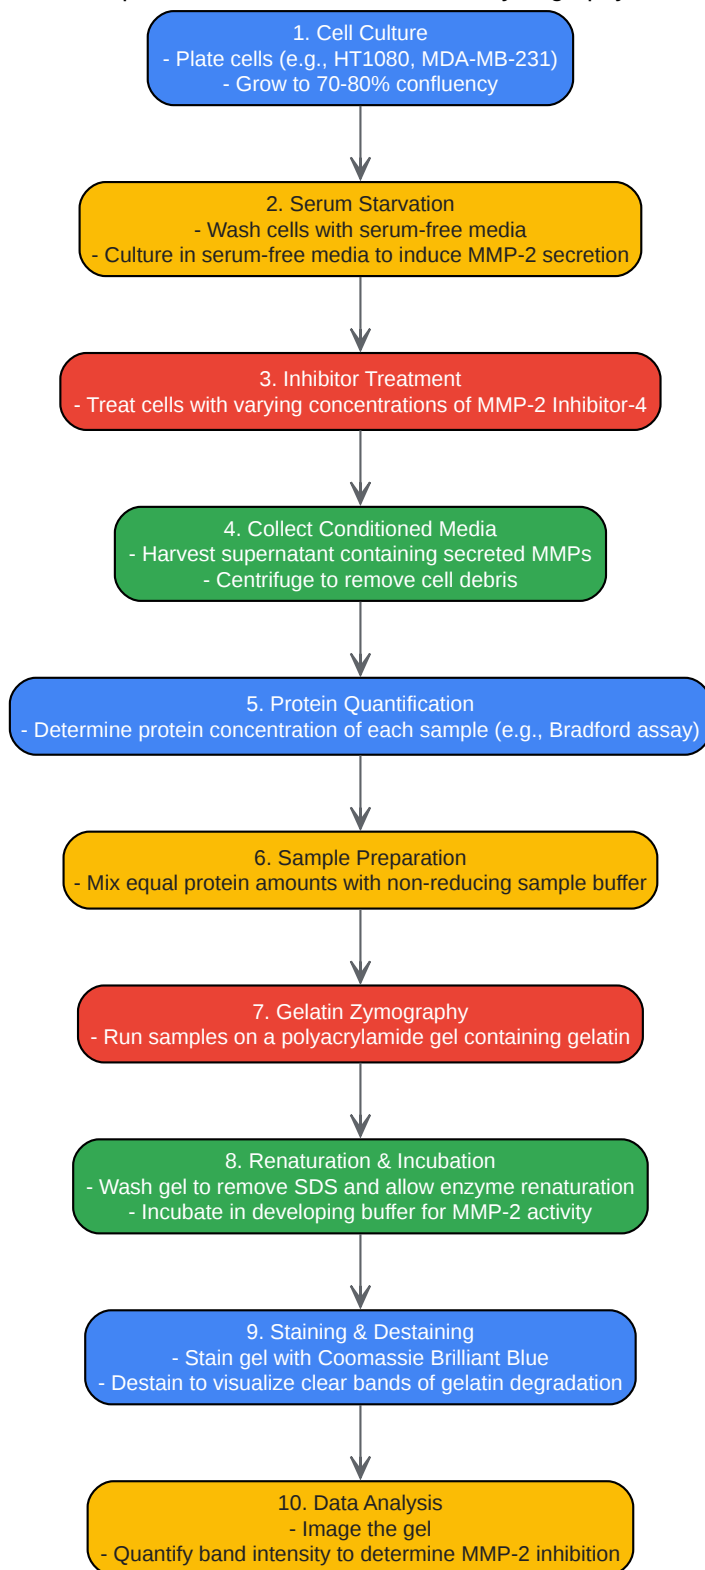 1. Cell Culture
- Plate cells (e.g., HT1080, MDA-MB-231)
- Grow to 70-80% confluency
2. Serum Starvation
- Wash cells with serum-free media
- Culture in serum-free media to induce MMP-2 secretion
3. Inhibitor Treatment
- Treat cells with varying concentrations of MMP-2 Inhibitor-4
4. Collect Conditioned Media
- Harvest supernatant containing secreted MMPs
- Centrifuge to remove cell debris
5. Protein Quantification
- Determine protein concentration of each sample (e.g., Bradford assay)
6. Sample Preparation
- Mix equal protein amounts with non-reducing sample buffer
7. Gelatin Zymography
- Run samples on a polyacrylamide gel containing gelatin
8. Renaturation & Incubation
- Wash gel to remove SDS and allow enzyme renaturation
- Incubate in developing buffer for MMP-2 activity
9. Staining & Destaining
- Stain gel with Coomassie Brilliant Blue
- Destain to visualize clear bands of gelatin degradation
10. Data Analysis
- Image the gel
- Quantify band intensity to determine MMP-2 inhibition